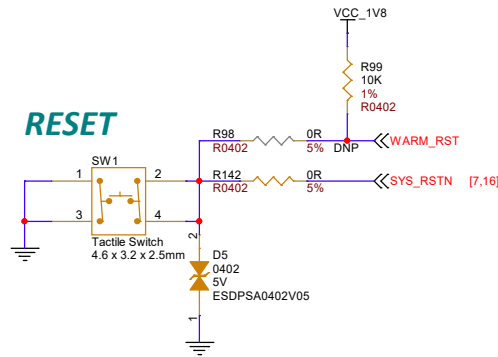 VCC_1V8
R99
10K
1%
R0402
RESET
R98 0R
R0402 5% DNP
WARM_RST
SW1
1 2
R142 0R
R0402 5%
SYS_RSTN [7,16]
3 4
Tactile Switch
4.6 x 3.2 x 2.5mm
2
D5
0402
5V
ESDPSA0402V05
1